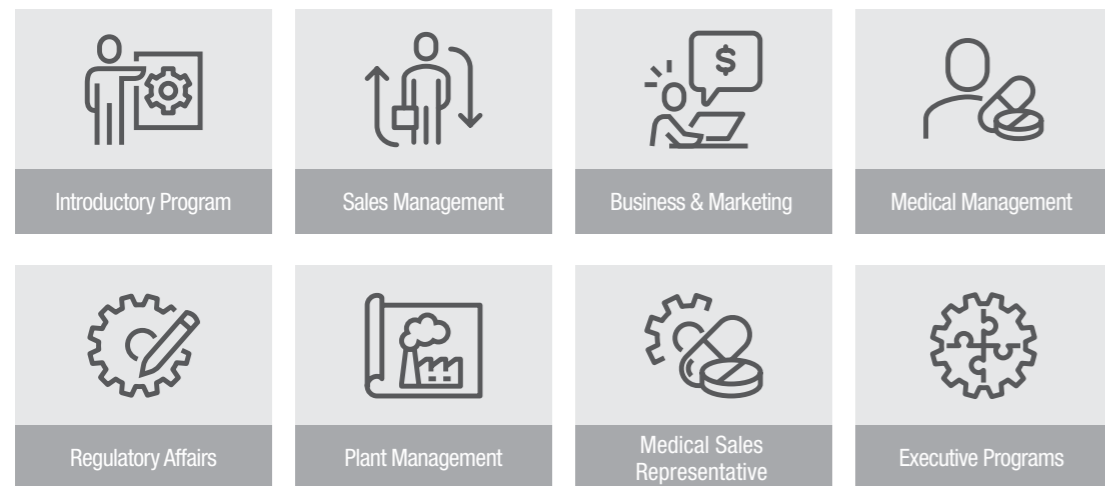 $
Introductory Program
Sales Management
Business & Marketing
Medical Management
Regulatory Affairs
Plant Management
Medical Sales
Representative
Executive Programs